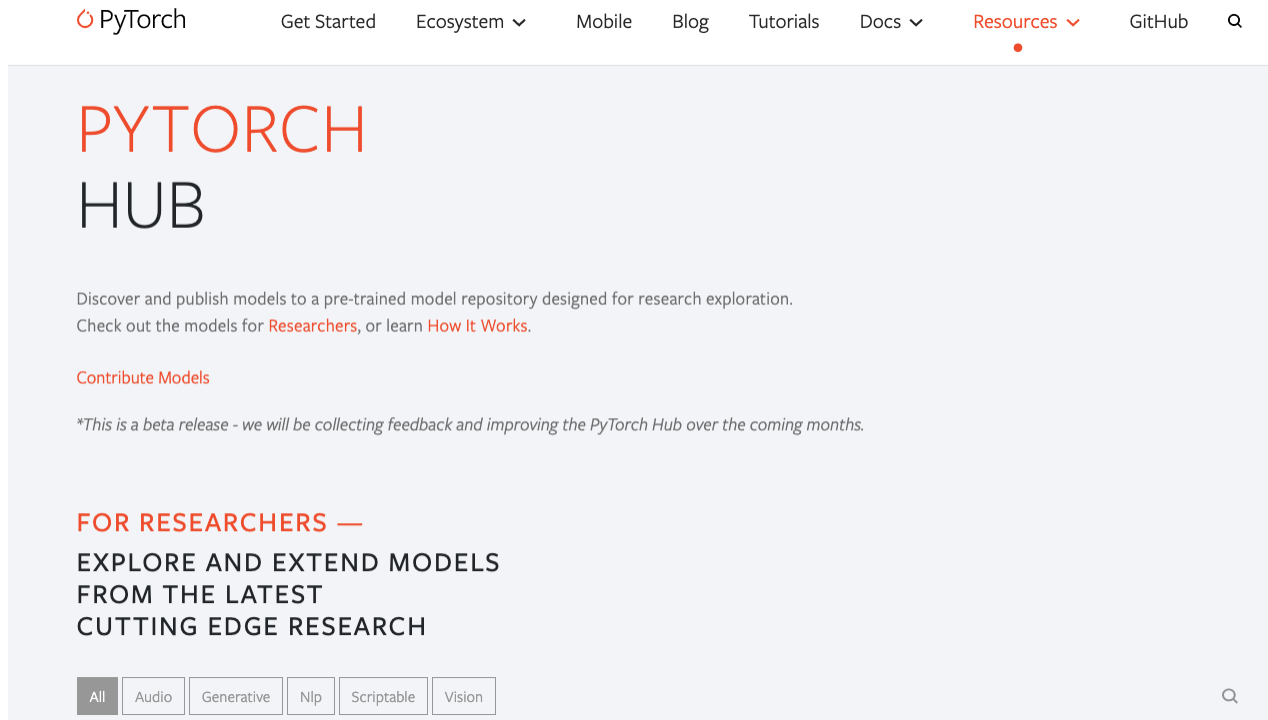 PyTorch Get Started Ecosystem Mobile Blog Tutorials Docs Resources GitHub
PYTORCH
HUB
Discover and publish models to a pre-trained model repository designed for research exploration.
Check out the models for Researchers, or learn How It Works.
Contribute Models
*This is a beta release - we will be collecting feedback and improving the PyTorch Hub over the coming months.
FOR RESEARCHERS —
EXPLORE AND EXTEND MODELS
FROM THE LATEST
CUTTING EDGE RESEARCH
All Audio Generative Nlp Scriptable Vision